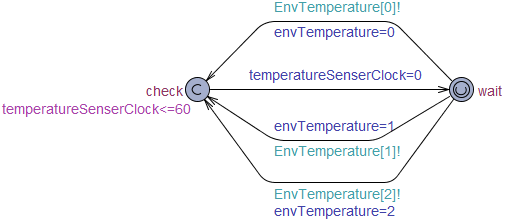 EnvTemperature[0]!
envTemperature=0
temperatureSenserClock=0
check
C
wait
temperatureSenserClock<=60
envTemperature=1
EnvTemperature[1]!
EnvTemperature[2]!
envTemperature=2